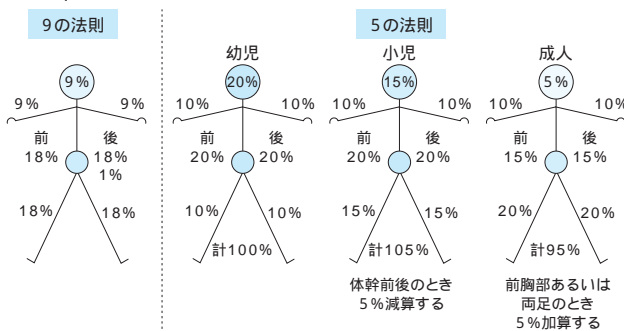 9の法則
5の法則
幼児
小児
成人
9%
9%
9%
前
後
18%
18%
1%
18%
18%
20%
10%
10%
前
後
20%
20%
10%
10%
計100%
15%
10%
10%
前
後
20%
20%
15%
15%
計105%
体幹前後のとき
5%減算する
5%
10%
10%
前
後
15%
15%
20%
20%
計95%
前胸部あるいは
両足のとき
5%加算する